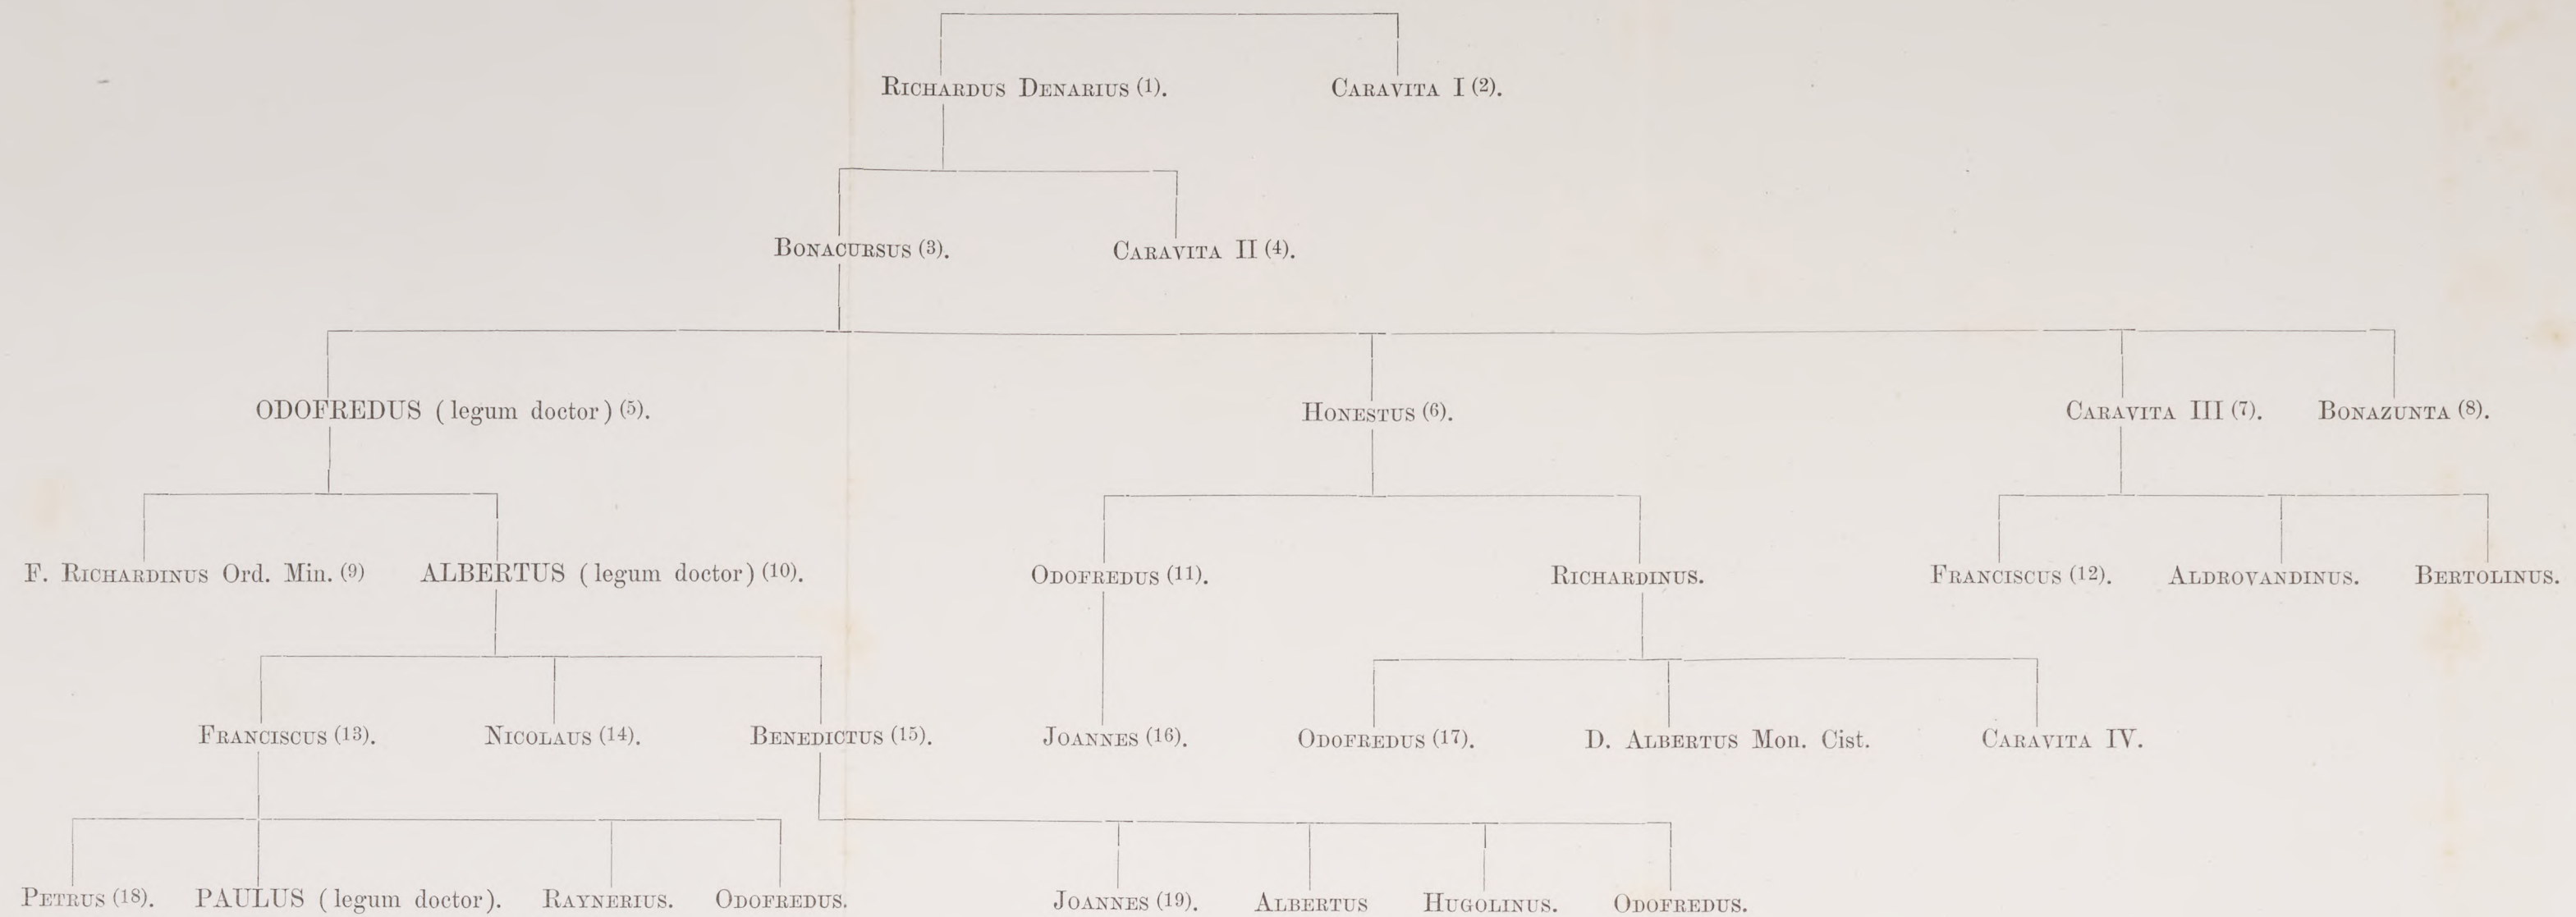 RICHARDUS DENARIUS (1). CARAVITA I (2).
BONACURSUS (3). CARAVITA II (4).
ODOFREDUS (legum doctor) (5). HONESTUS (6). CARAVITA III (7). BONAZUNTA (8).
F. RICHARDINUS Ord. Min. (9) ALBERTUS (legum doctor) (10). ODOFREDUS (11). RICHARDINUS. FRANCISCUS (12). ALDROVANDINUS. BERTOLINUS.
FRANCISCUS (13). NICOLAUS (14). BENEDICTUS (15). JOANNES (16). ODOFREDUS (17). D. ALBERTUS Mon. Cist. CARAVITA IV.
PETRUS (18). PAULUS (legum doctor). RAYNERIUS. ODOFREDUS. JOANNES (19). ALBERTUS HUGOLINUS. ODOFREDUS.